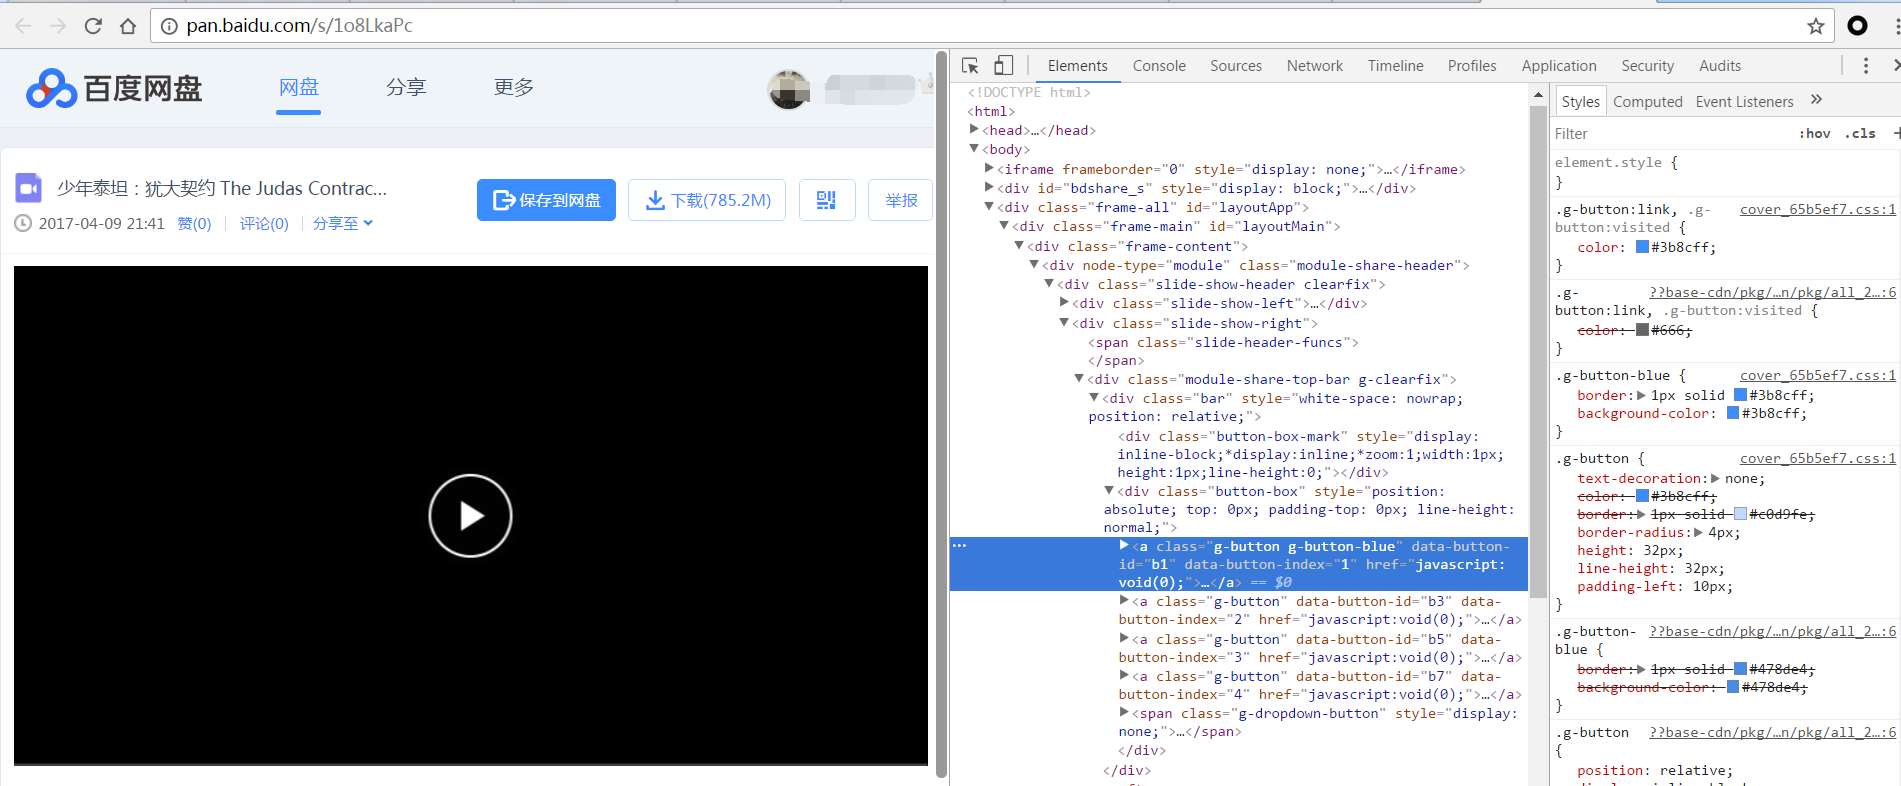 pan.baidu.com/s/1o8LkaPc
百度网盘
网盘
分享
更多
少年泰坦：犹大契约 The Judas Contrac...
保存到网盘
下载(785.2M)
举报
2017-04-09 21:41
赞(0)
评论(0)
分享至
Elements
Console
Sources
Network
Timeline
Profiles
Application
Security
Audits
<!DOCTYPE html>
<html>
<head>…</head>
<body>
<iframe frameborder="0" style="display: none;">…</iframe>
<div id="bdshare_s" style="display: block;">…</div>
<div class="frame-all" id="layoutApp">
<div class="frame-main" id="layoutMain">
<div class="frame-content">
<div node-type="module" class="module-share-header">
<div class="slide-show-header clearfix">
<div class="slide-show-left">…</div>
<div class="slide-show-right">
<span class="slide-header-funcs">
</span>
<div class="module-share-top-bar g-clearfix">
<div class="bar" style="white-space: nowrap;
position: relative;">
<div class="button-box-mark" style="display:
inline-block;*display:inline;*zoom:1;width:1px;
height:1px;line-height:0;"></div>
<div class="button-box" style="position:
absolute; top: 0px; padding-top: 0px; line-height:
normal;">
<a class="g-button g-button-blue" data-button-
id="b1" data-button-index="1" href="javascript:
void(0);">…</a> == $0
<a class="g-button" data-button-id="b3" data-
button-index="2" href="javascript:void(0);">…</a>
<a class="g-button" data-button-id="b5" data-
button-index="3" href="javascript:void(0);">…</a>
<a class="g-button" data-button-id="b7" data-
button-index="4" href="javascript:void(0);">…</a>
<span class="g-dropdown-button" style="display:
none;">…</span>
</div>
</div>
Styles
Computed
Event Listeners
Filter
:hov
.cls
element.style {
}
.g-button:link, .g-
button:visited {
cover_65b5ef7.css:1
color: #3b8cff;
}
.g-
button:link, .g-button:visited {
??base-cdn/pkg/…n/pkg/all_2…:6
color: #666;
}
.g-button-blue {
cover_65b5ef7.css:1
border: 1px solid #3b8cff;
background-color: #3b8cff;
}
.g-button {
cover_65b5ef7.css:1
text-decoration: none;
color: #3b8cff;
border: 1px solid #c0d9fe;
border-radius: 4px;
height: 32px;
line-height: 32px;
padding-left: 10px;
}
.g-button-
blue {
??base-cdn/pkg/…n/pkg/all_2…:6
border: 1px solid #478de4;
background-color: #478de4;
}
.g-button
{
??base-cdn/pkg/…n/pkg/all_2…:6
position: relative;